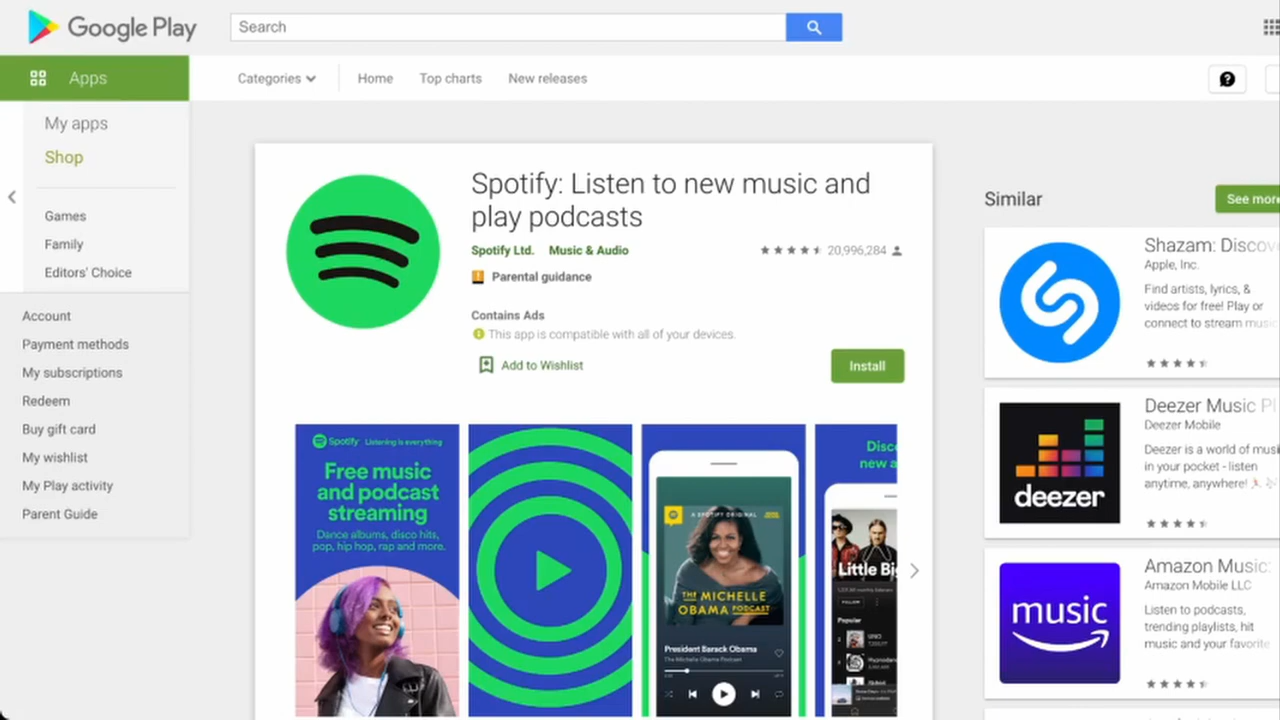 Google Play
Search
Apps
Categories
Home
Top charts
New releases
My apps
Shop
Games
Family
Editors' Choice
Account
Payment methods
My subscriptions
Redeem
Buy gift card
My wishlist
My Play activity
Parent Guide
Spotify: Listen to new music and
play podcasts
Spotify Ltd. Music & Audio
20,996,284
Parental guidance
Contains Ads
This app is compatible with all of your devices.
Add to Wishlist
Install
Spotify Listening is everything
Free music
and podcast
streaming
Dance albums, disco hits,
pop, hip hop, rap and more.
A SPOTIFY ORIGINAL
THE MICHELLE
OBAMA PODCAST
President Barack Obama
The Michelle Obama Podcast
Disc
new a
Little Big
FOLLOW
Popular
UNO
Similar
See more
Shazam: Discov
Apple, Inc.
Find artists, lyrics, &
videos for free! Play or
connect to stream music
deezer
Deezer Music Pl
Deezer Mobile
Deezer is a world of music
in your pocket - listen
anytime, anywhere!
music
Amazon Music:
Amazon Mobile LLC
Listen to podcasts,
trending playlists, hit
music and your favorite